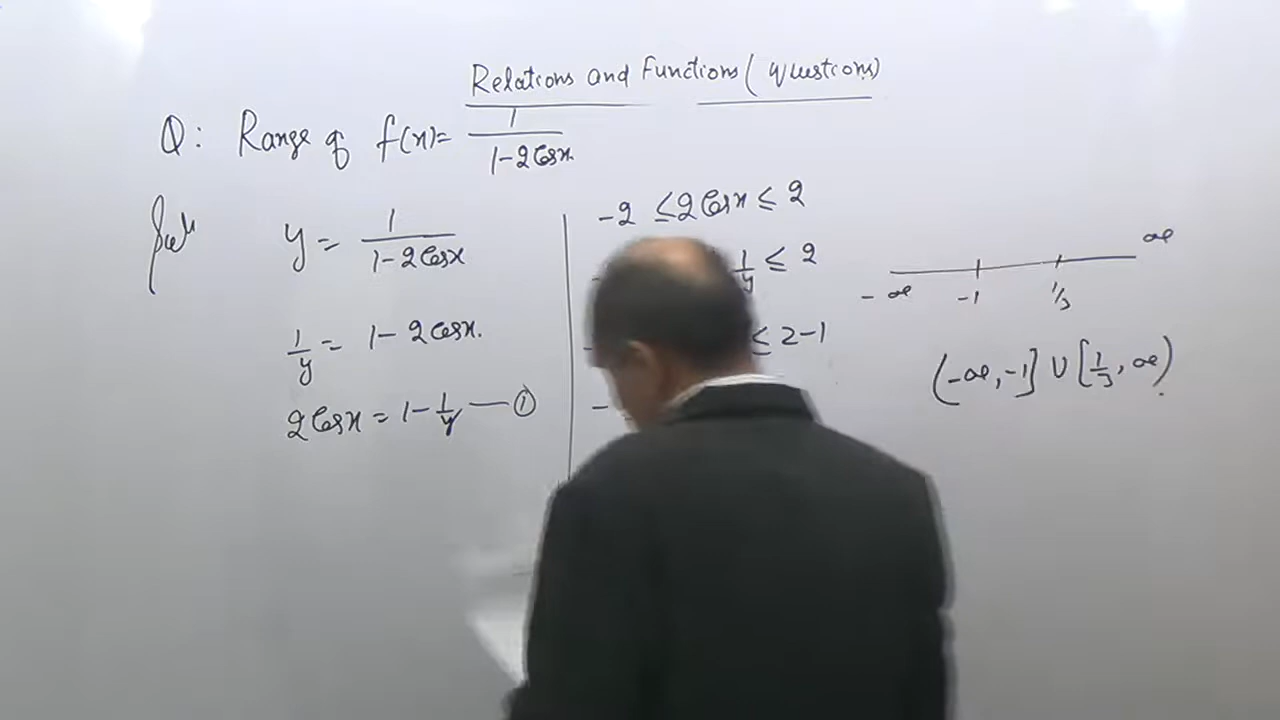 Relations and Functions (Questions)
Q: Range of f(x)= 1/(1-2Cosx.
Sol
y = 1/(1-2Cosx
1/y = 1-2Cosx.
2Cosx = 1-1/y —①
-2 ≤2Cosx ≤ 2
1/y ≤ 2
≤ 2-1
-
-∞ -1 1/3 ∞
(-∞,-1] ∪ [1/3,∞)